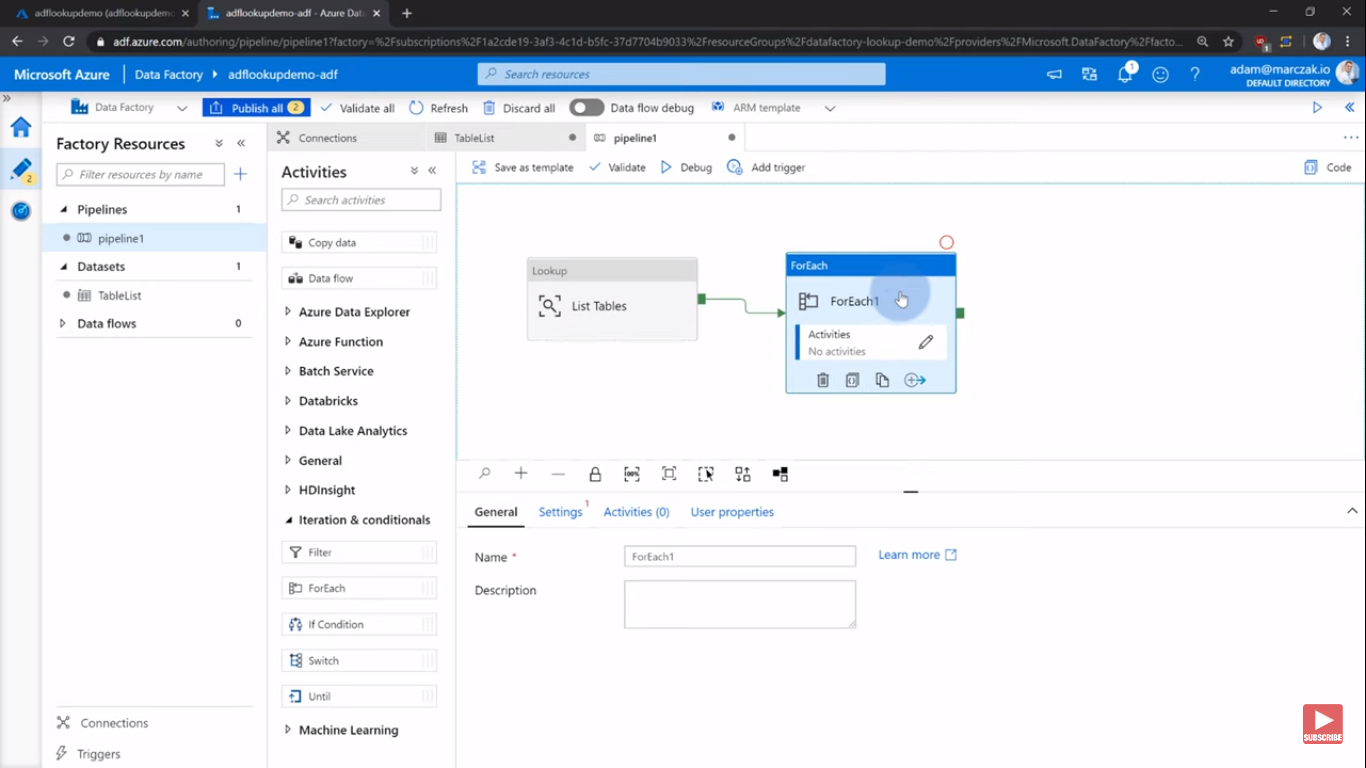 adflookupdemo (adflookupdemo
adflookupdemo-adf - Azure Dat
adf.azure.com/authoring/pipeline/pipeline1?factory=%2Fsubscriptions%2F1a2cde19-3af3-4c1d-b5fc-37d7704b9033%2FresourceGroups%2Fdatafactory-lookup-demo%2Fproviders%2FMicrosoft.DataFactory%2Ffacto...
Microsoft Azure
Data Factory
adflookupdemo-adf
Search resources
1
adam@marczak.io
DEFAULT DIRECTORY
Data Factory
Publish all
2
Validate all
Refresh
Discard all
Data flow debug
ARM template
Factory Resources
Connections
TableList
pipeline1
2
Filter resources by name
Activities
Save as template
Validate
Debug
Add trigger
Code
Search activities
Pipelines
1
pipeline1
Datasets
1
TableList
Data flows
0
Copy data
Data flow
Azure Data Explorer
Azure Function
Batch Service
Databricks
Data Lake Analytics
General
HDInsight
Iteration & conditionals
Filter
ForEach
If Condition
Switch
Until
Machine Learning
Lookup
List Tables
ForEach
ForEach1
Activities
No activities
100%
General
Settings
1
Activities (0)
User properties
Name *
ForEach1
Learn more
Description
Connections
Triggers
SUBSCRIBE